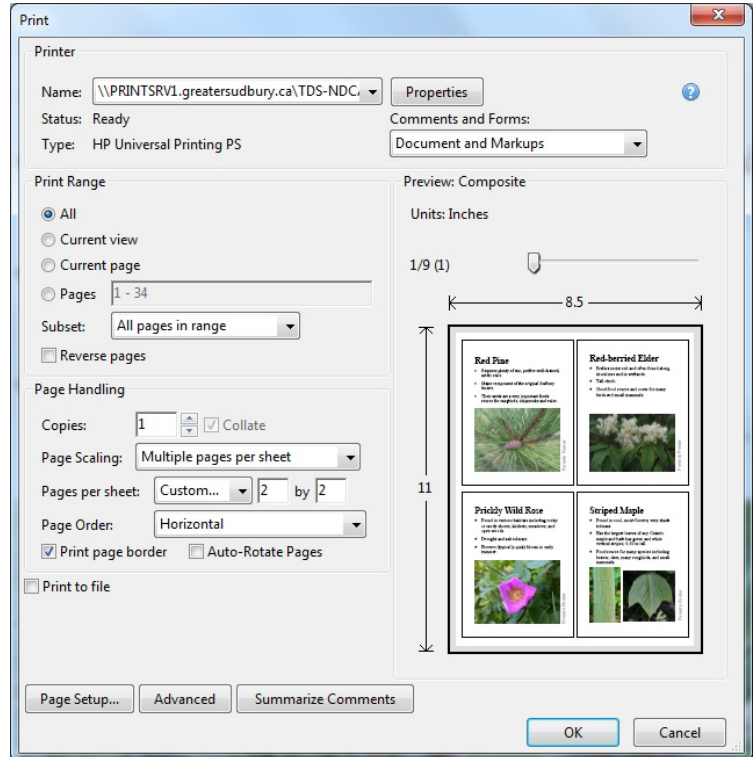 Print
Printer
Name: \\PRINTSRV1.greatersudbury.ca\TDS-NDC Properties
Status: Ready Comments and Forms:
Type: HP Universal Printing PS Document and Markups
Print Range
All
Current view
Current page
Pages 1 - 34
Subset: All pages in range
Reverse pages
Page Handling
Copies: 1 Collate
Page Scaling: Multiple pages per sheet
Pages per sheet: Custom... 2 by 2
Page Order: Horizontal
Print page border Auto-Rotate Pages
Print to file
Preview: Composite
Units: Inches
1/9 (1)
8.5
11
Red Pine
Red-berried Elder
Prickly Wild Rose
Striped Maple
Page Setup... Advanced Summarize Comments
OK Cancel